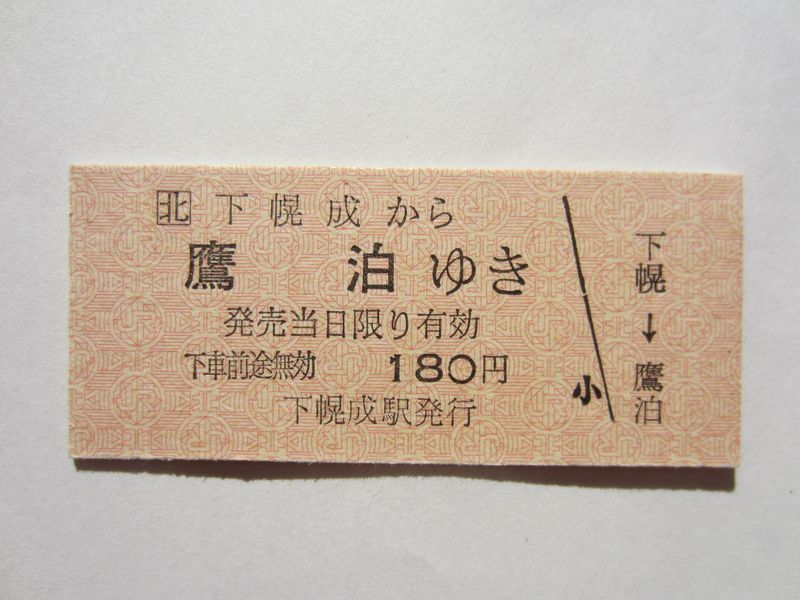 北 下幌成から
鷹泊ゆき
発売当日限り有効
下車前途無効 180円
下幌成駅発行
小
下幌
↓
鷹泊